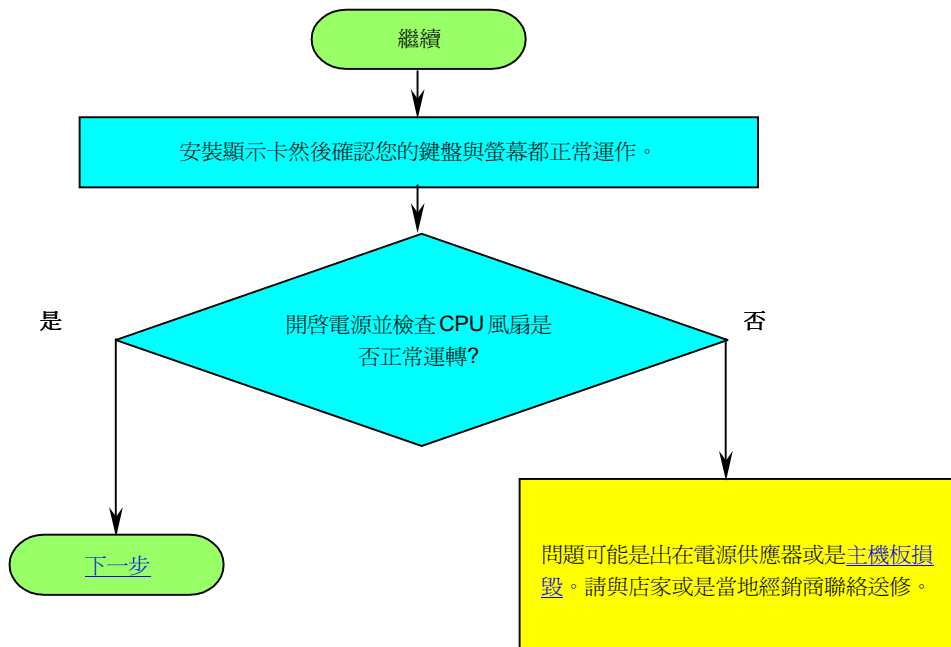 繼續
安裝顯示卡然後確認您的鍵盤與螢幕都正常運作。
是
否
開啓電源並檢查 CPU 風扇是
否正常運轉?
下一步
問題可能是出在電源供應器或是主機板損
毀。請與店家或是當地經銷商聯絡送修。